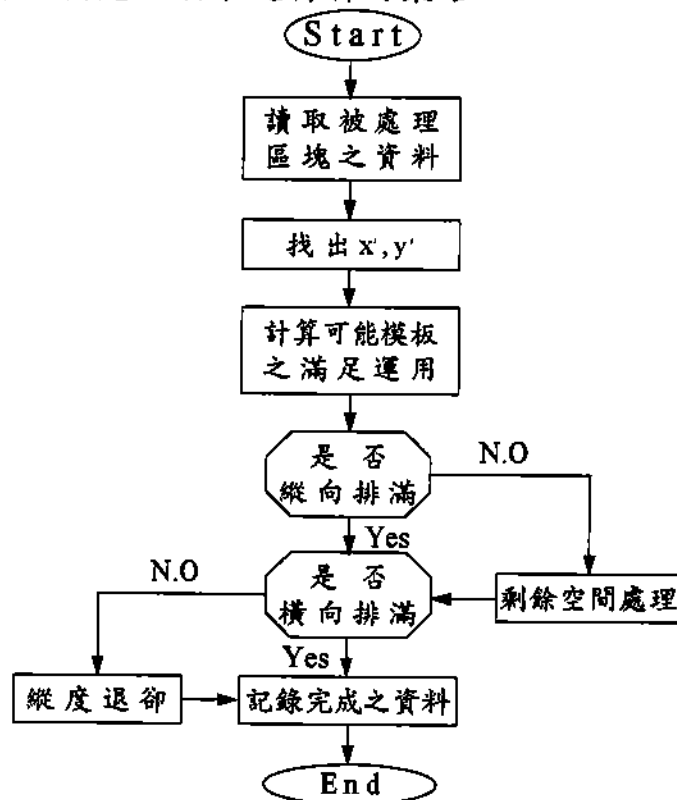 Start
讀取被處理
區塊之資料
找出x',y'
計算可能模板
之滿足運用
是否
縱向排滿
N.O
Yes
是否
橫向排滿
N.O
剩餘空間處理
Yes
縱度退卻
記錄完成之資料
End